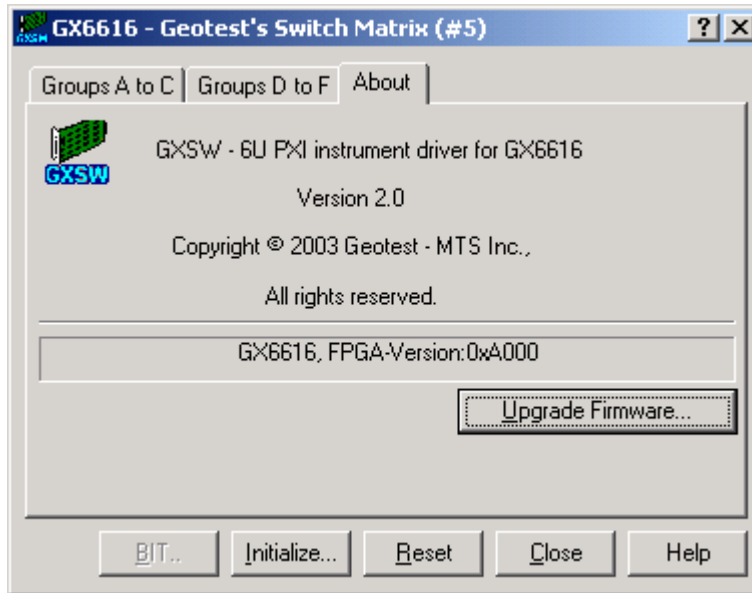 GX6616 - Geotest's Switch Matrix (#5)
Groups A to C Groups D to F About
GXSW
GXSW - 6U PXI instrument driver for GX6616
Version 2.0
Copyright © 2003 Geotest - MTS Inc.,
All rights reserved.
GX6616, FPGA-Version:0xA000
Upgrade Firmware...
BIT.. Initialize... Reset Close Help